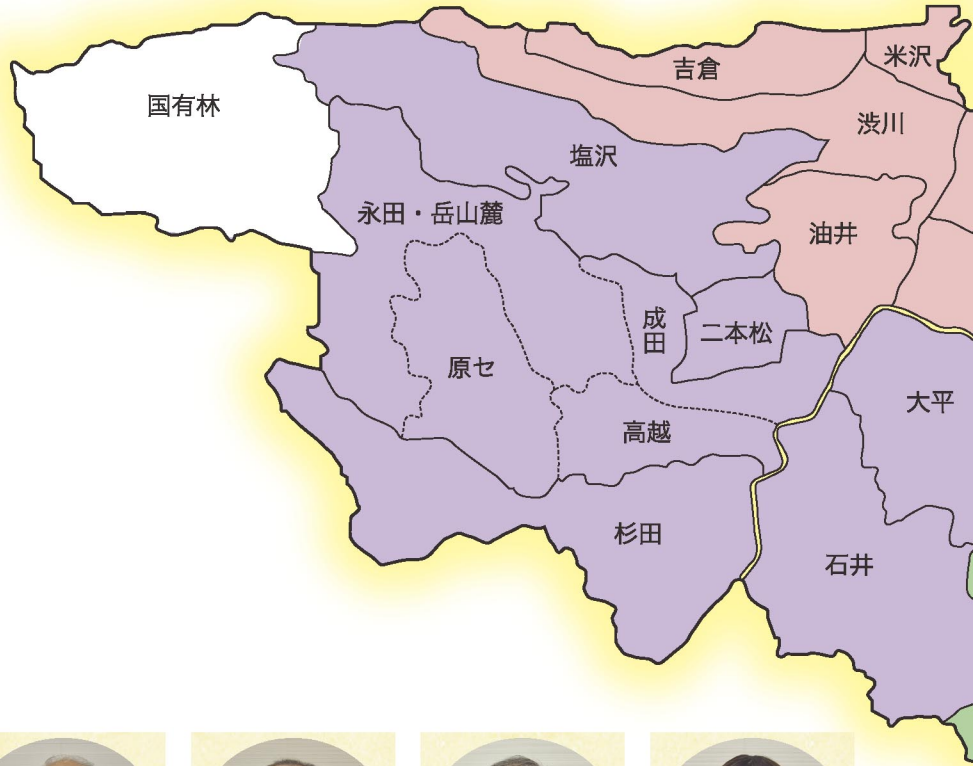 米沢
吉倉
国有林
渋川
塩沢
永田・岳山麓
油井
成田
二本松
原セ
大平
高越
杉田
石井